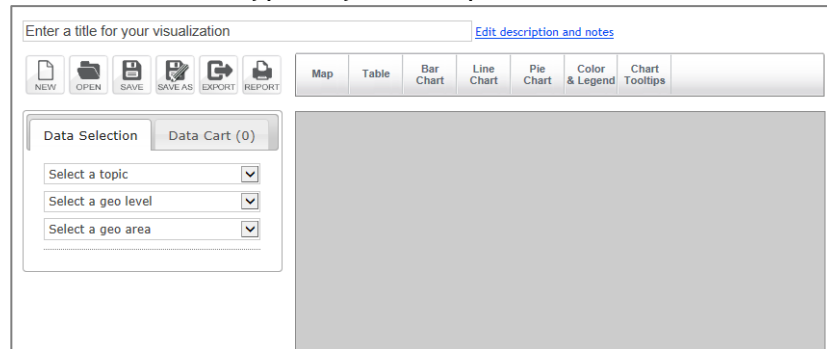 Enter a title for your visualization
Edit description and notes
NEW OPEN SAVE SAVE AS EXPORT REPORT
Map Table Bar Chart Line Chart Pie Chart Color & Legend Chart Tooltips
Data Selection Data Cart (0)
Select a topic
Select a geo level
Select a geo area